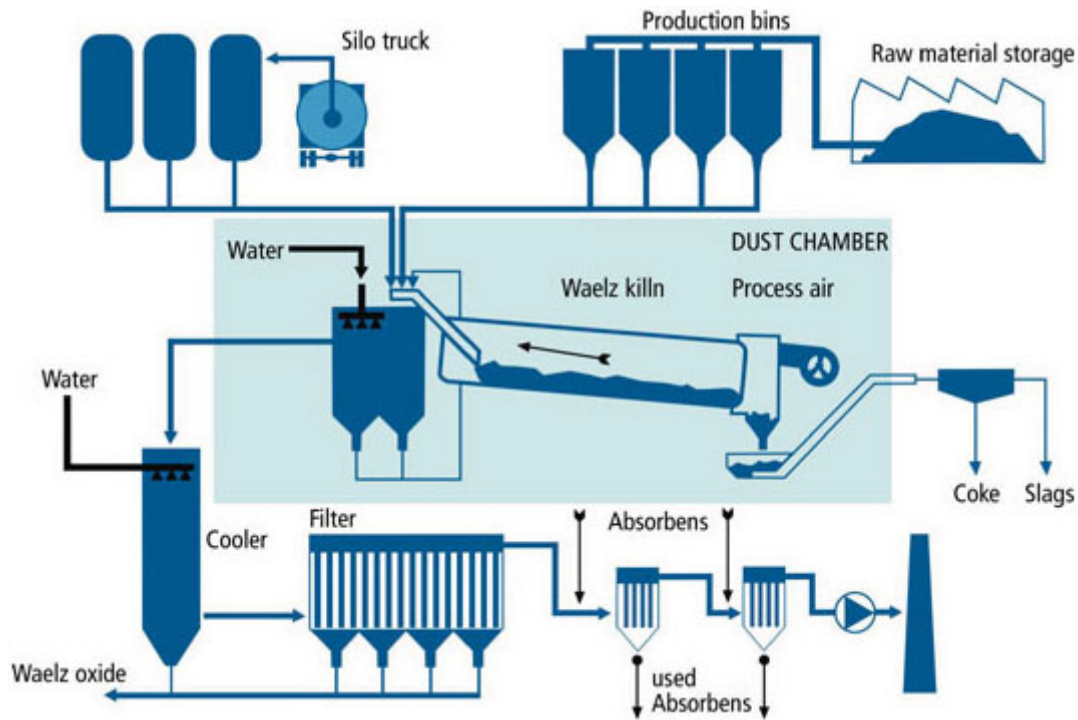 Silo truck
Production bins
Raw material storage
Water
DUST CHAMBER
Waelz killn
Process air
Water
Coke
Slags
Filter
Absorbens
Cooler
Waelz oxide
used
Absorbens